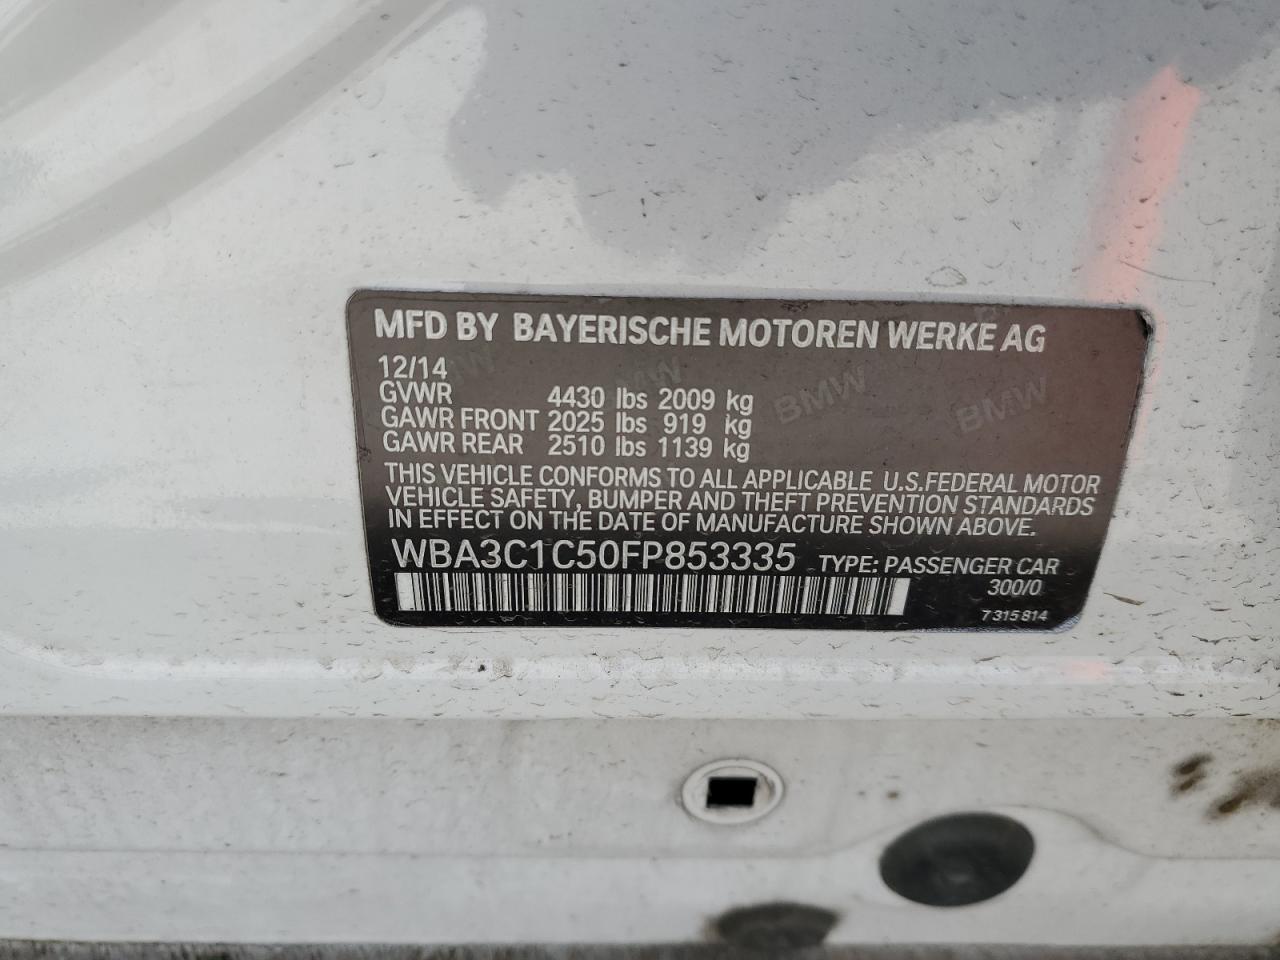 MFD BY BAYERISCHE MOTOREN WERKE AG
12/14
GVWR 4430 lbs 2009 kg
GAWR FRONT 2025 lbs 919 kg
GAWR REAR 2510 lbs 1139 kg
BMW BMW
THIS VEHICLE CONFORMS TO ALL APPLICABLE U.S.FEDERAL MOTOR
VEHICLE SAFETY, BUMPER AND THEFT PREVENTION STANDARDS
IN EFFECT ON THE DATE OF MANUFACTURE SHOWN ABOVE.
WBA3C1C50FP853335 TYPE: PASSENGER CAR
300/0
7 315 814